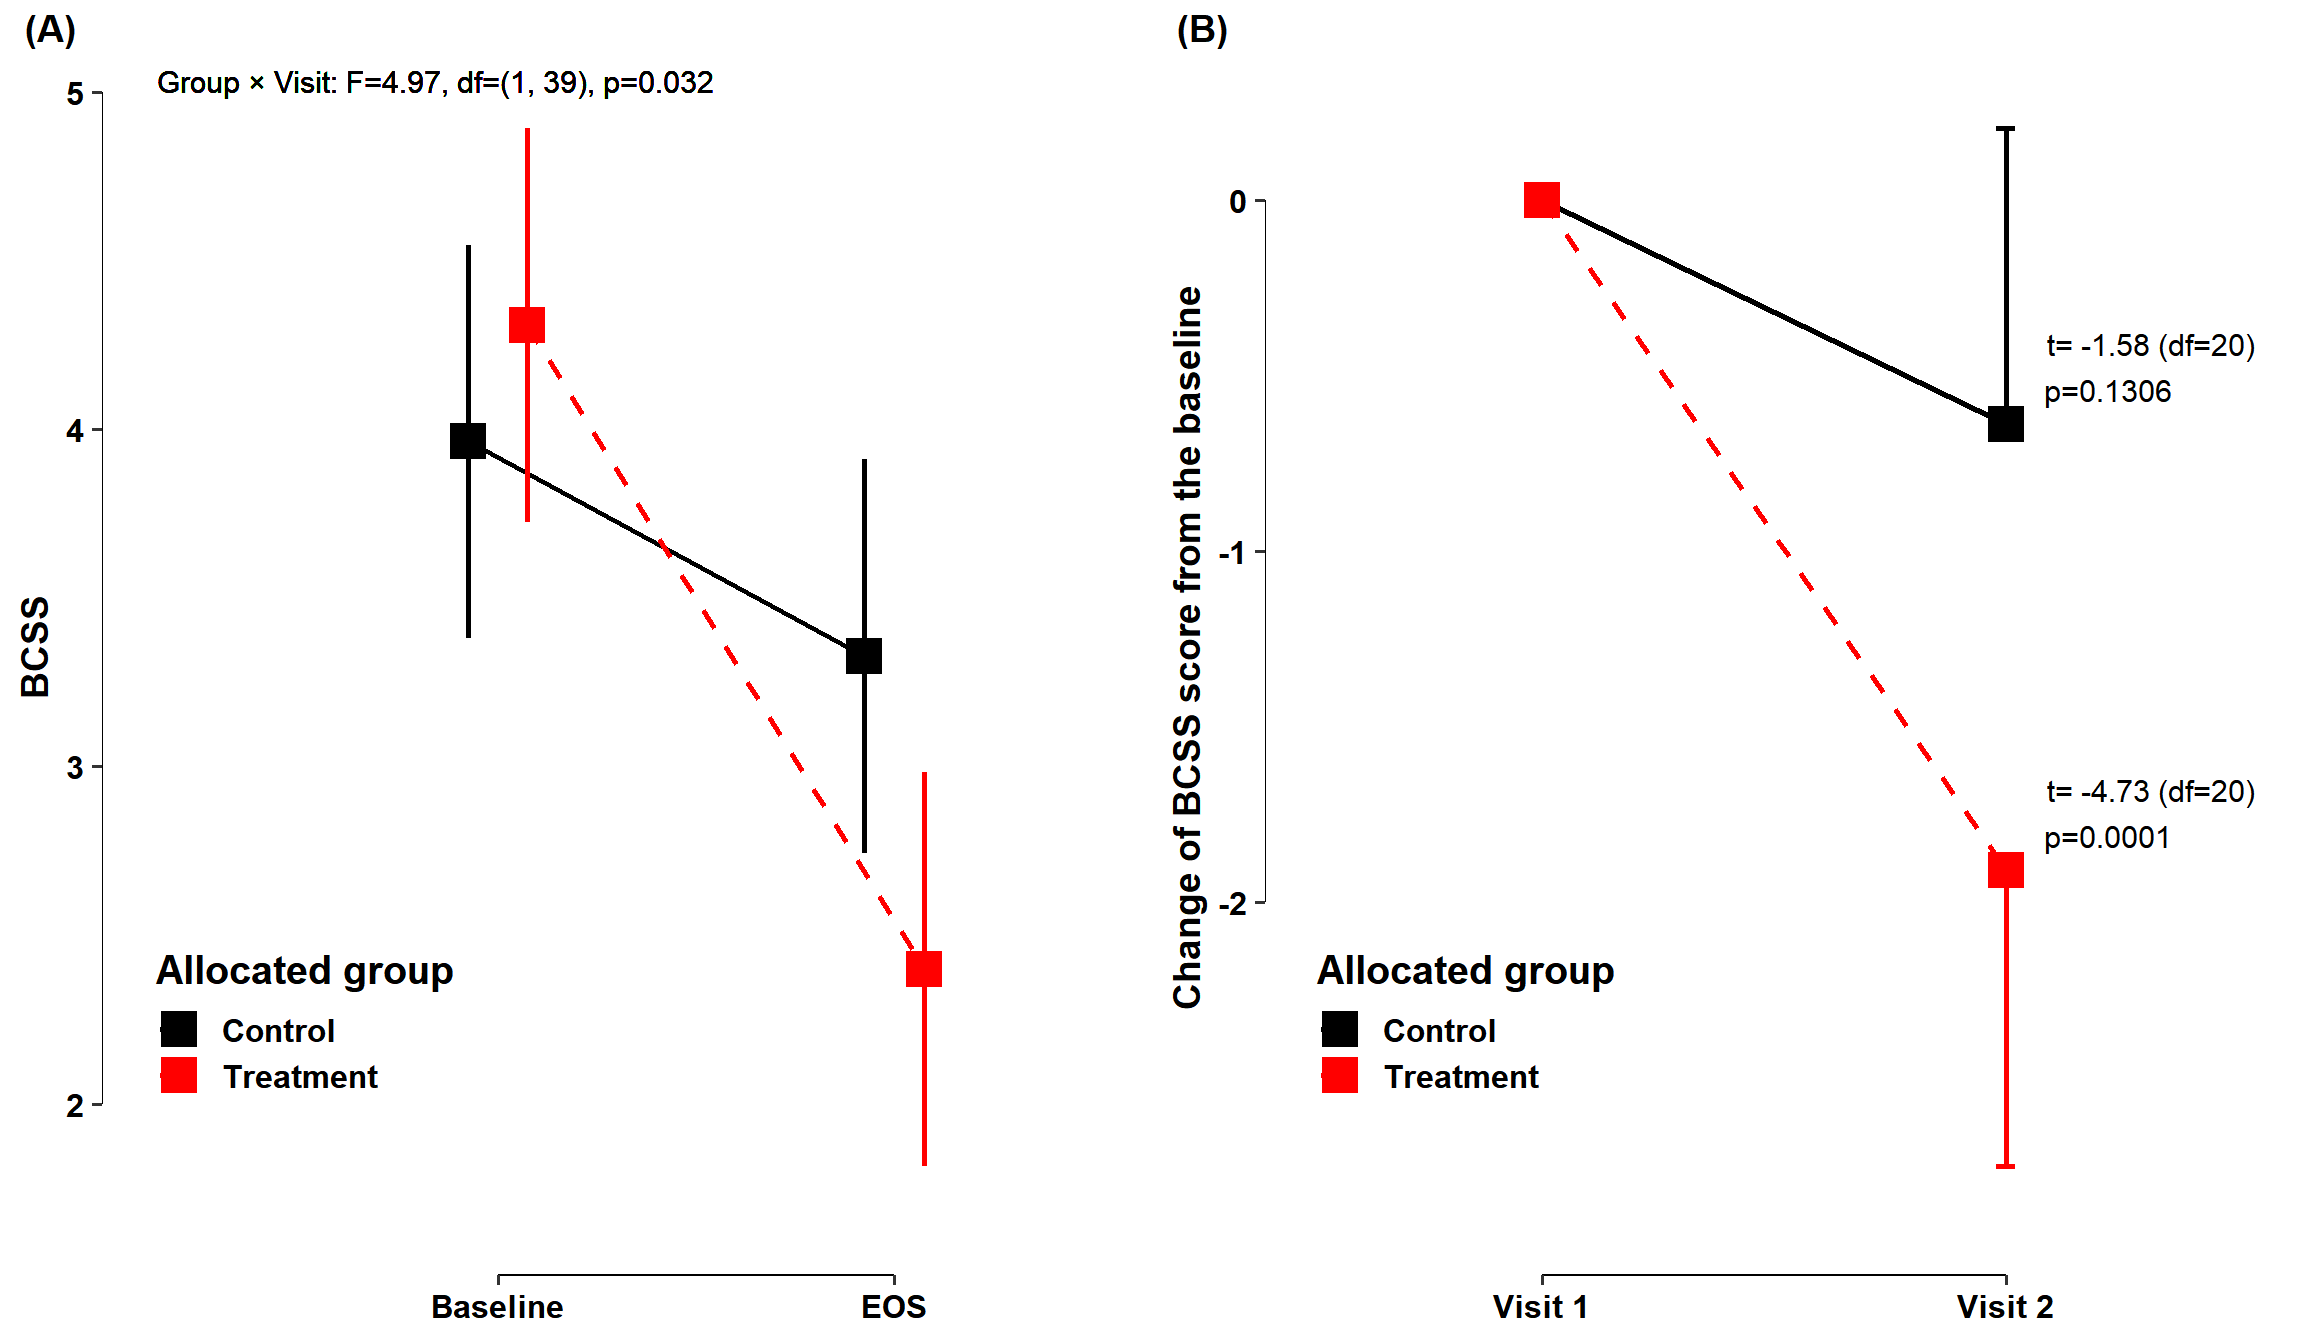 (A)
Group × Visit: F=4.97, df=(1, 39), p=0.032
5
4
3
2
BCSS
Allocated group
Control
Treatment
Baseline
EOS
(B)
0
-1
-2
Change of BCSS score from the baseline
t= -1.58 (df=20)
p=0.1306
t= -4.73 (df=20)
p=0.0001
Allocated group
Control
Treatment
Visit 1
Visit 2